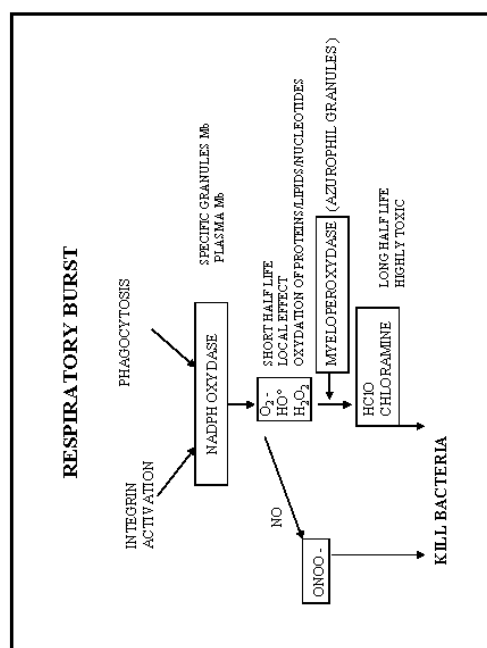 RESPIRATORY BURST
INTEGRIN
ACTIVATION
PHAGOCYTOSIS
NADPH OXYDASE
SPECIFIC GRANULES Mb
PLASMA Mb
NO
O2 -
HO°
H2O2
SHORT HALF LIFE
LOCAL EFFECT
OXYDATION OF PROTEINS/LIPIDS/NUCLEOTIDES
MYELOPEROXYDASE (AZUROPHIL GRANULES)
ONOO -
HClO
CHLORAMINE
LONG HALF LIFE
HIGHLY TOXIC
KILL BACTERIA